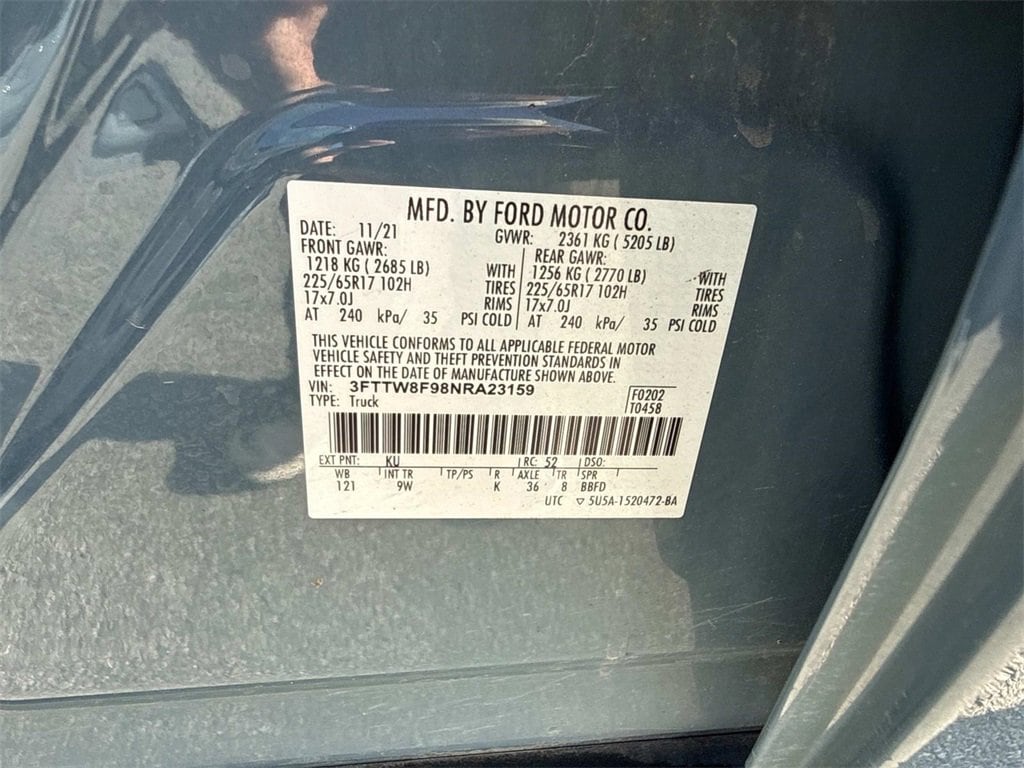 MFD. BY FORD MOTOR CO.
DATE: 11/21 GVWR: 2361 KG ( 5205 LB)
FRONT GAWR: REAR GAWR:
1218 KG ( 2685 LB) WITH 1256 KG ( 2770 LB) WITH
225/65R17 102H TIRES 225/65R17 102H TIRES
17x7.0J RIMS 17x7.0J RIMS
AT 240 kPa/ 35 PSI COLD AT 240 kPa/ 35 PSI COLD
THIS VEHICLE CONFORMS TO ALL APPLICABLE FEDERAL MOTOR
VEHICLE SAFETY AND THEFT PREVENTION STANDARDS IN
EFFECT ON THE DATE OF MANUFACTURE SHOWN ABOVE.
VIN: 3FTTW8F98NRA23159 F0202
TYPE: Truck T0458
EXT PNT: KU RC: 52 DSO:
WB INT TR TP/PS R AXLE TR SPR
121 9W K 36 8 BBFD
UTC ▽ 5U5A-1520472-BA